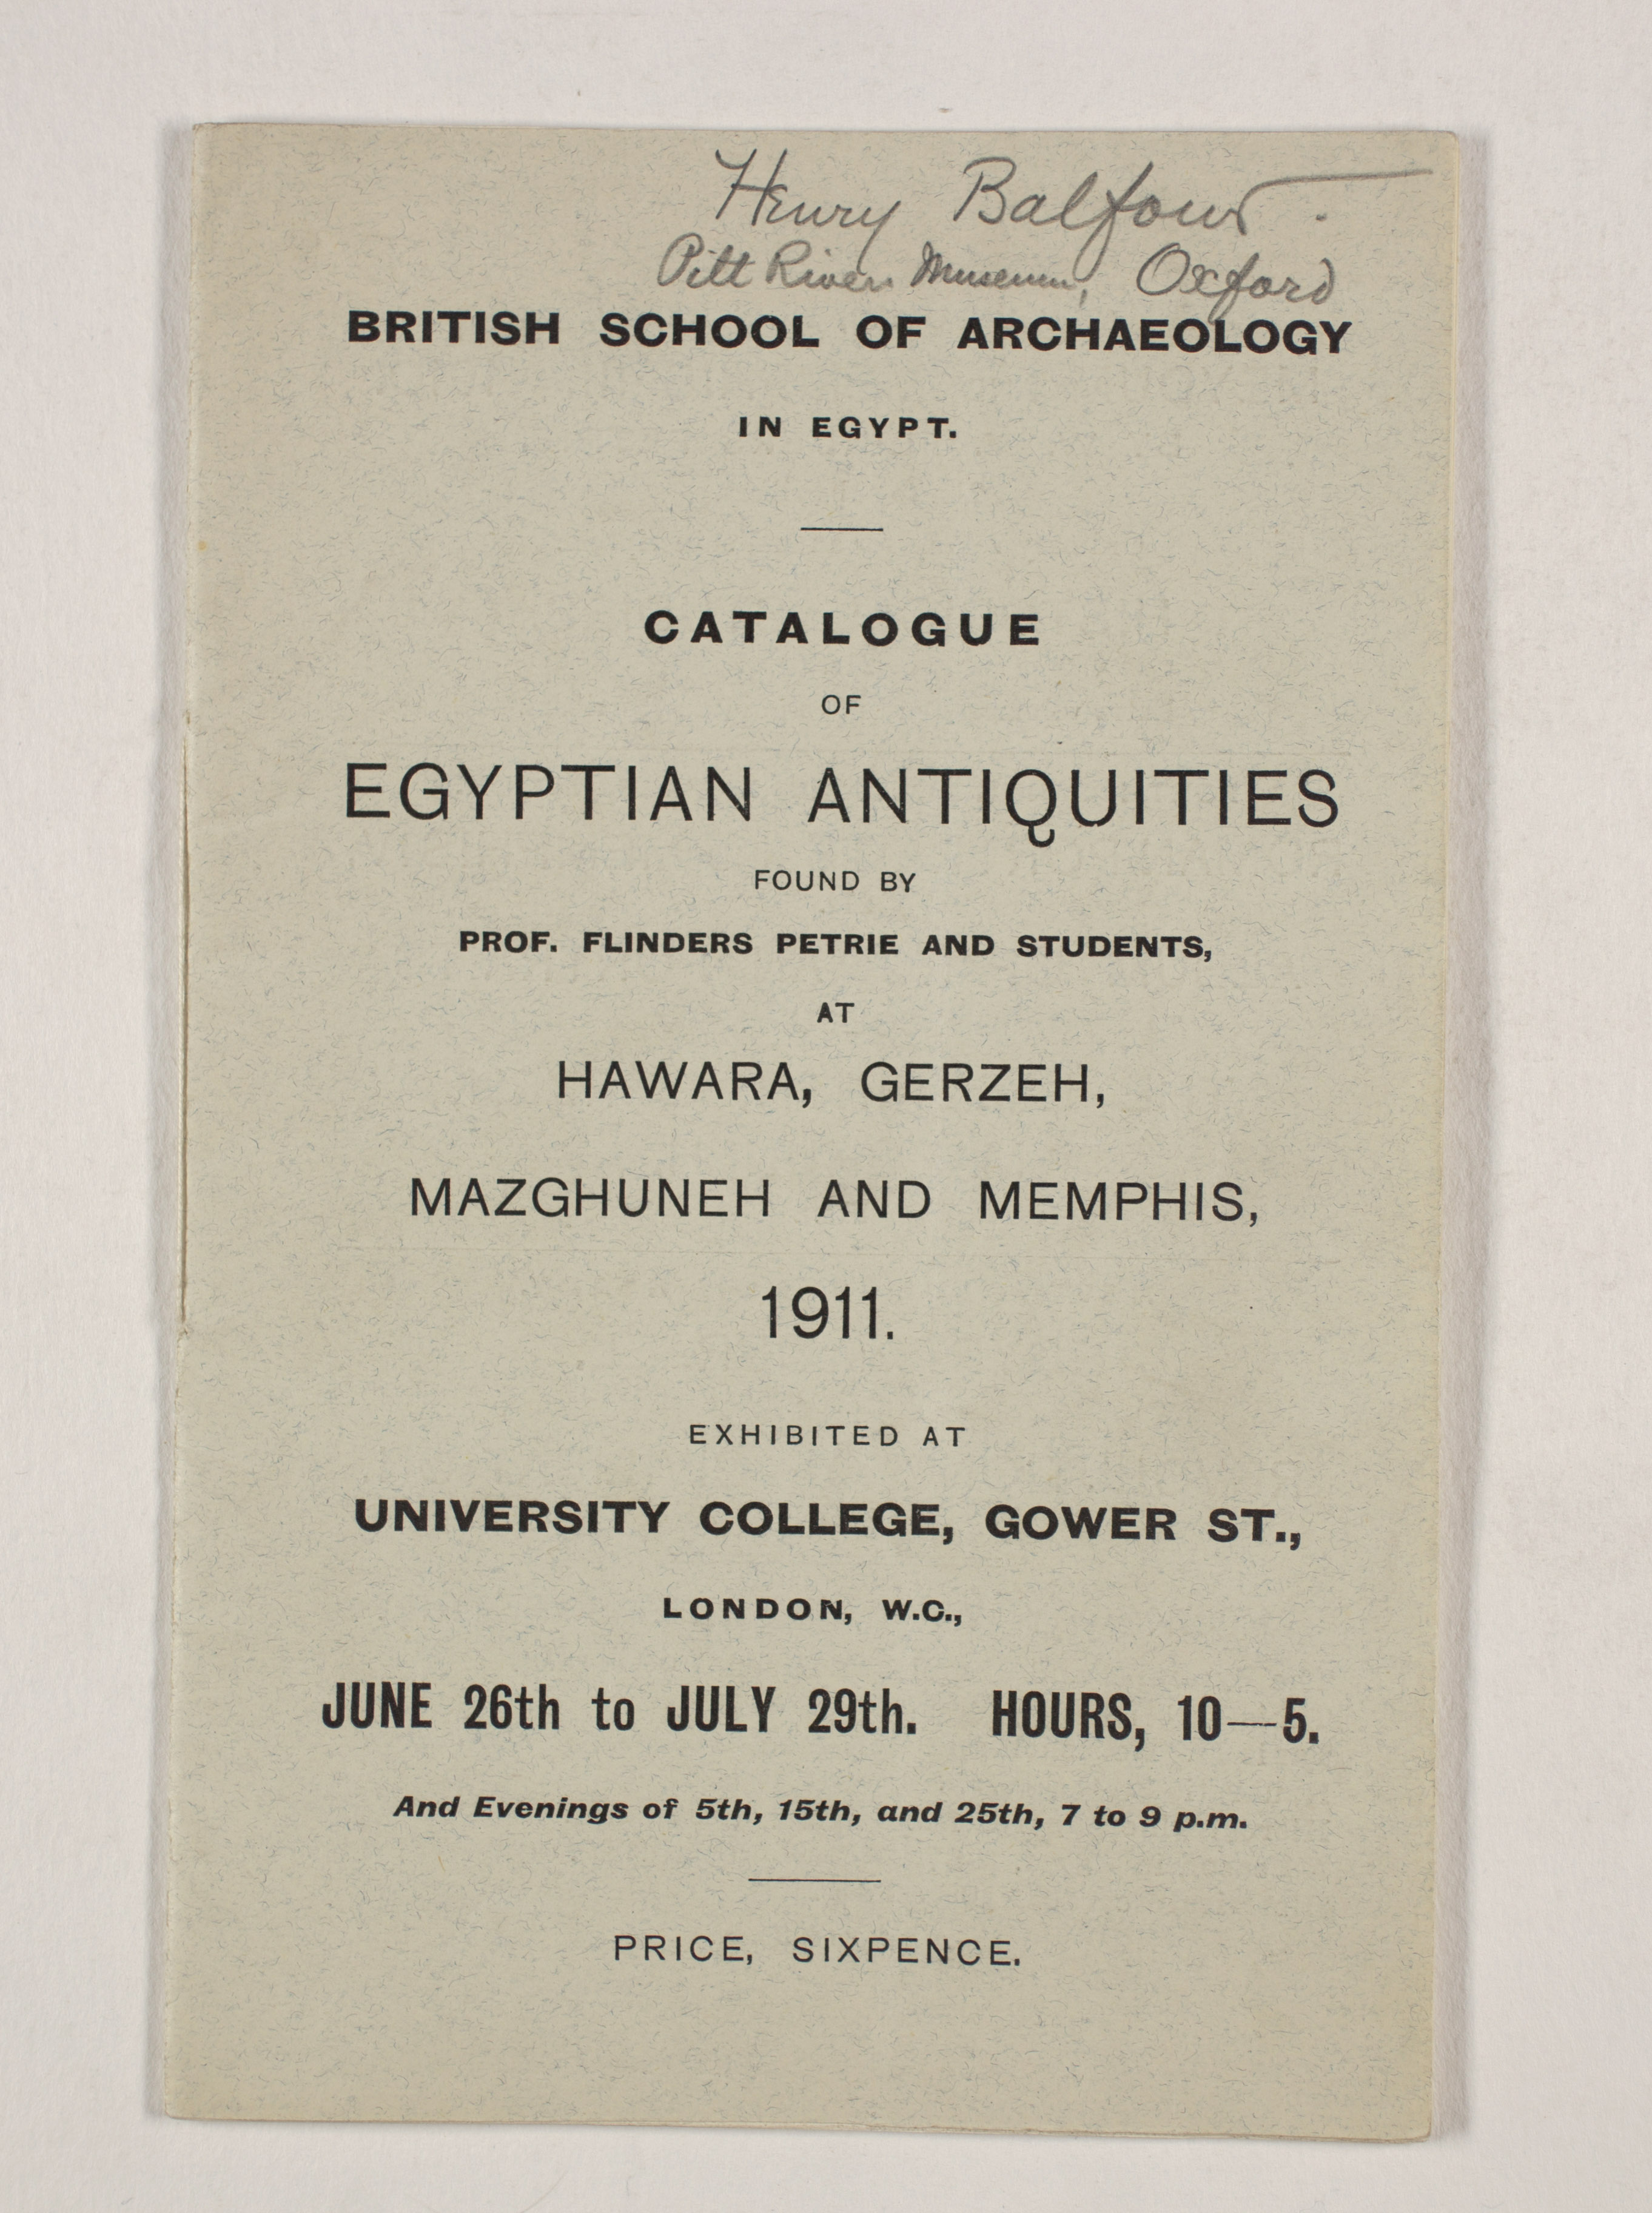 Henry Balfour.
Pitt Rivers Museum, Oxford
BRITISH SCHOOL OF ARCHAEOLOGY
IN EGYPT.
CATALOGUE
OF
EGYPTIAN ANTIQUITIES
FOUND BY
PROF. FLINDERS PETRIE AND STUDENTS,
AT
HAWARA, GERZEH,
MAZGHUNEH AND MEMPHIS,
1911.
EXHIBITED AT
UNIVERSITY COLLEGE, GOWER ST.,
LONDON, W.C.,
JUNE 26th to JULY 29th. HOURS, 10—5.
And Evenings of 5th, 15th, and 25th, 7 to 9 p.m.
PRICE, SIXPENCE.